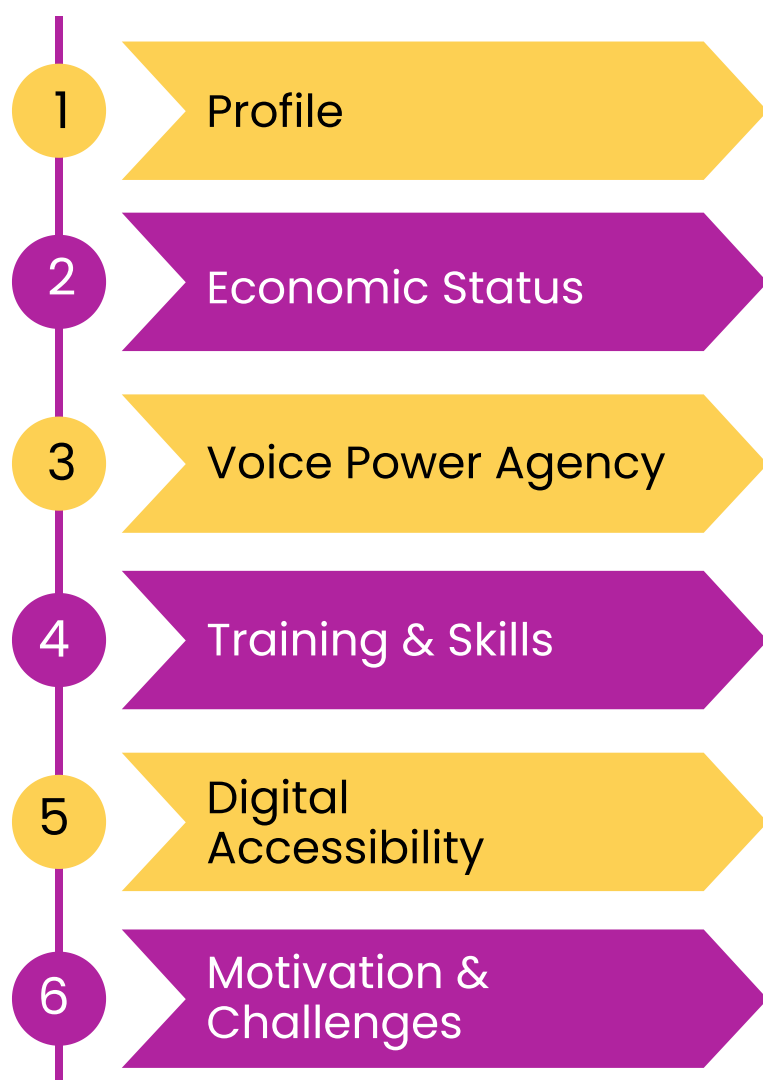 1
Profile
2
Economic Status
3
Voice Power Agency
4
Training & Skills
5
Digital
Accessibility
6
Motivation &
Challenges